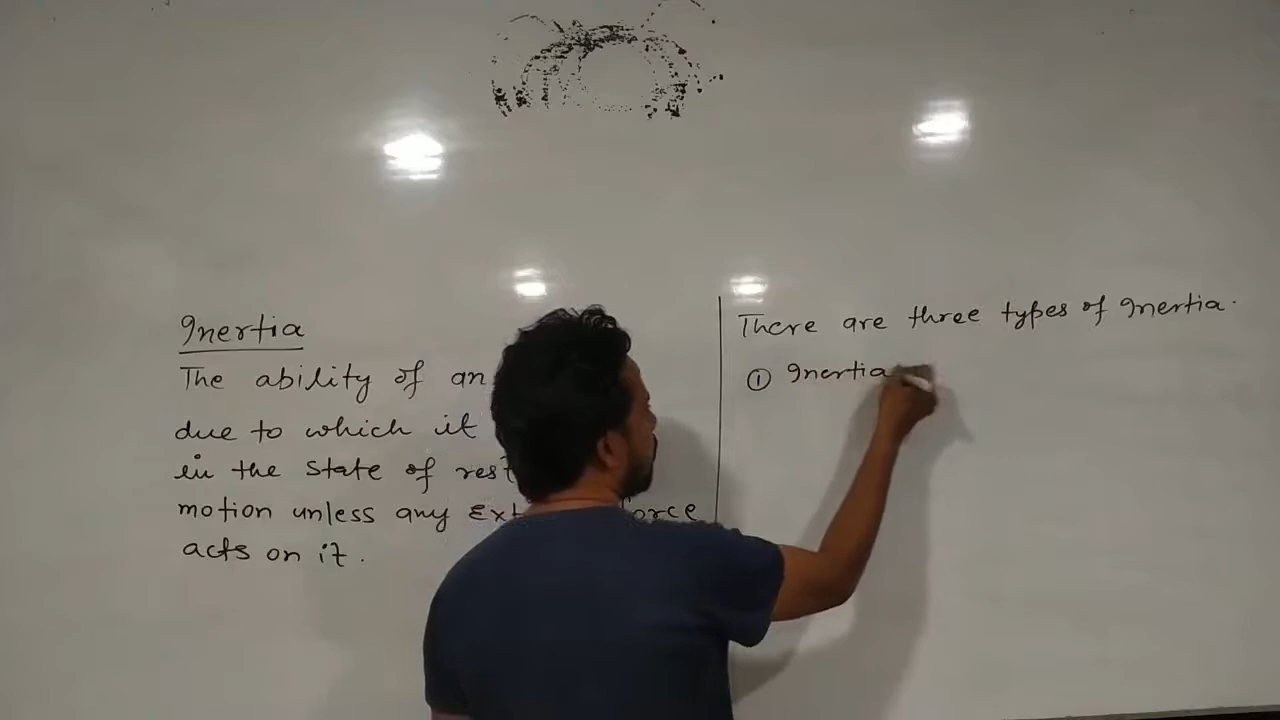 Inertia
The ability of an
due to which it
in the state of rest
motion unless any
acts on it.
There are three types of Inertia.
① Inertia